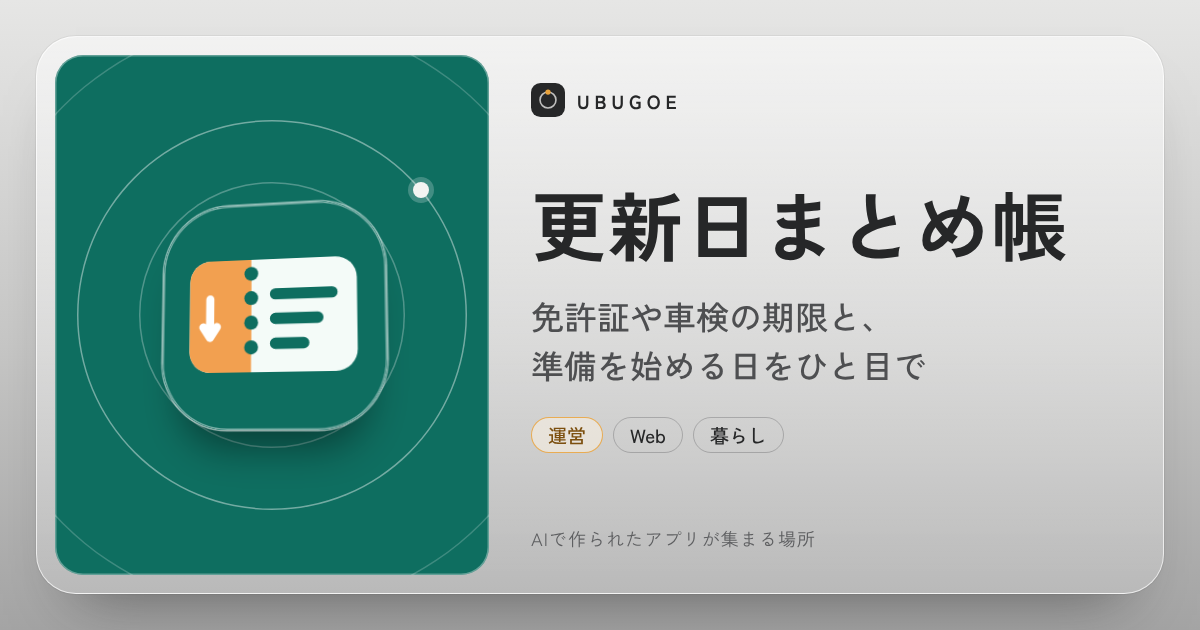 UBUGOE
更新日まとめ帳
免許証や車検の期限と、
準備を始める日をひと目で
運営 Web 暮らし
AIで作られたアプリが集まる場所